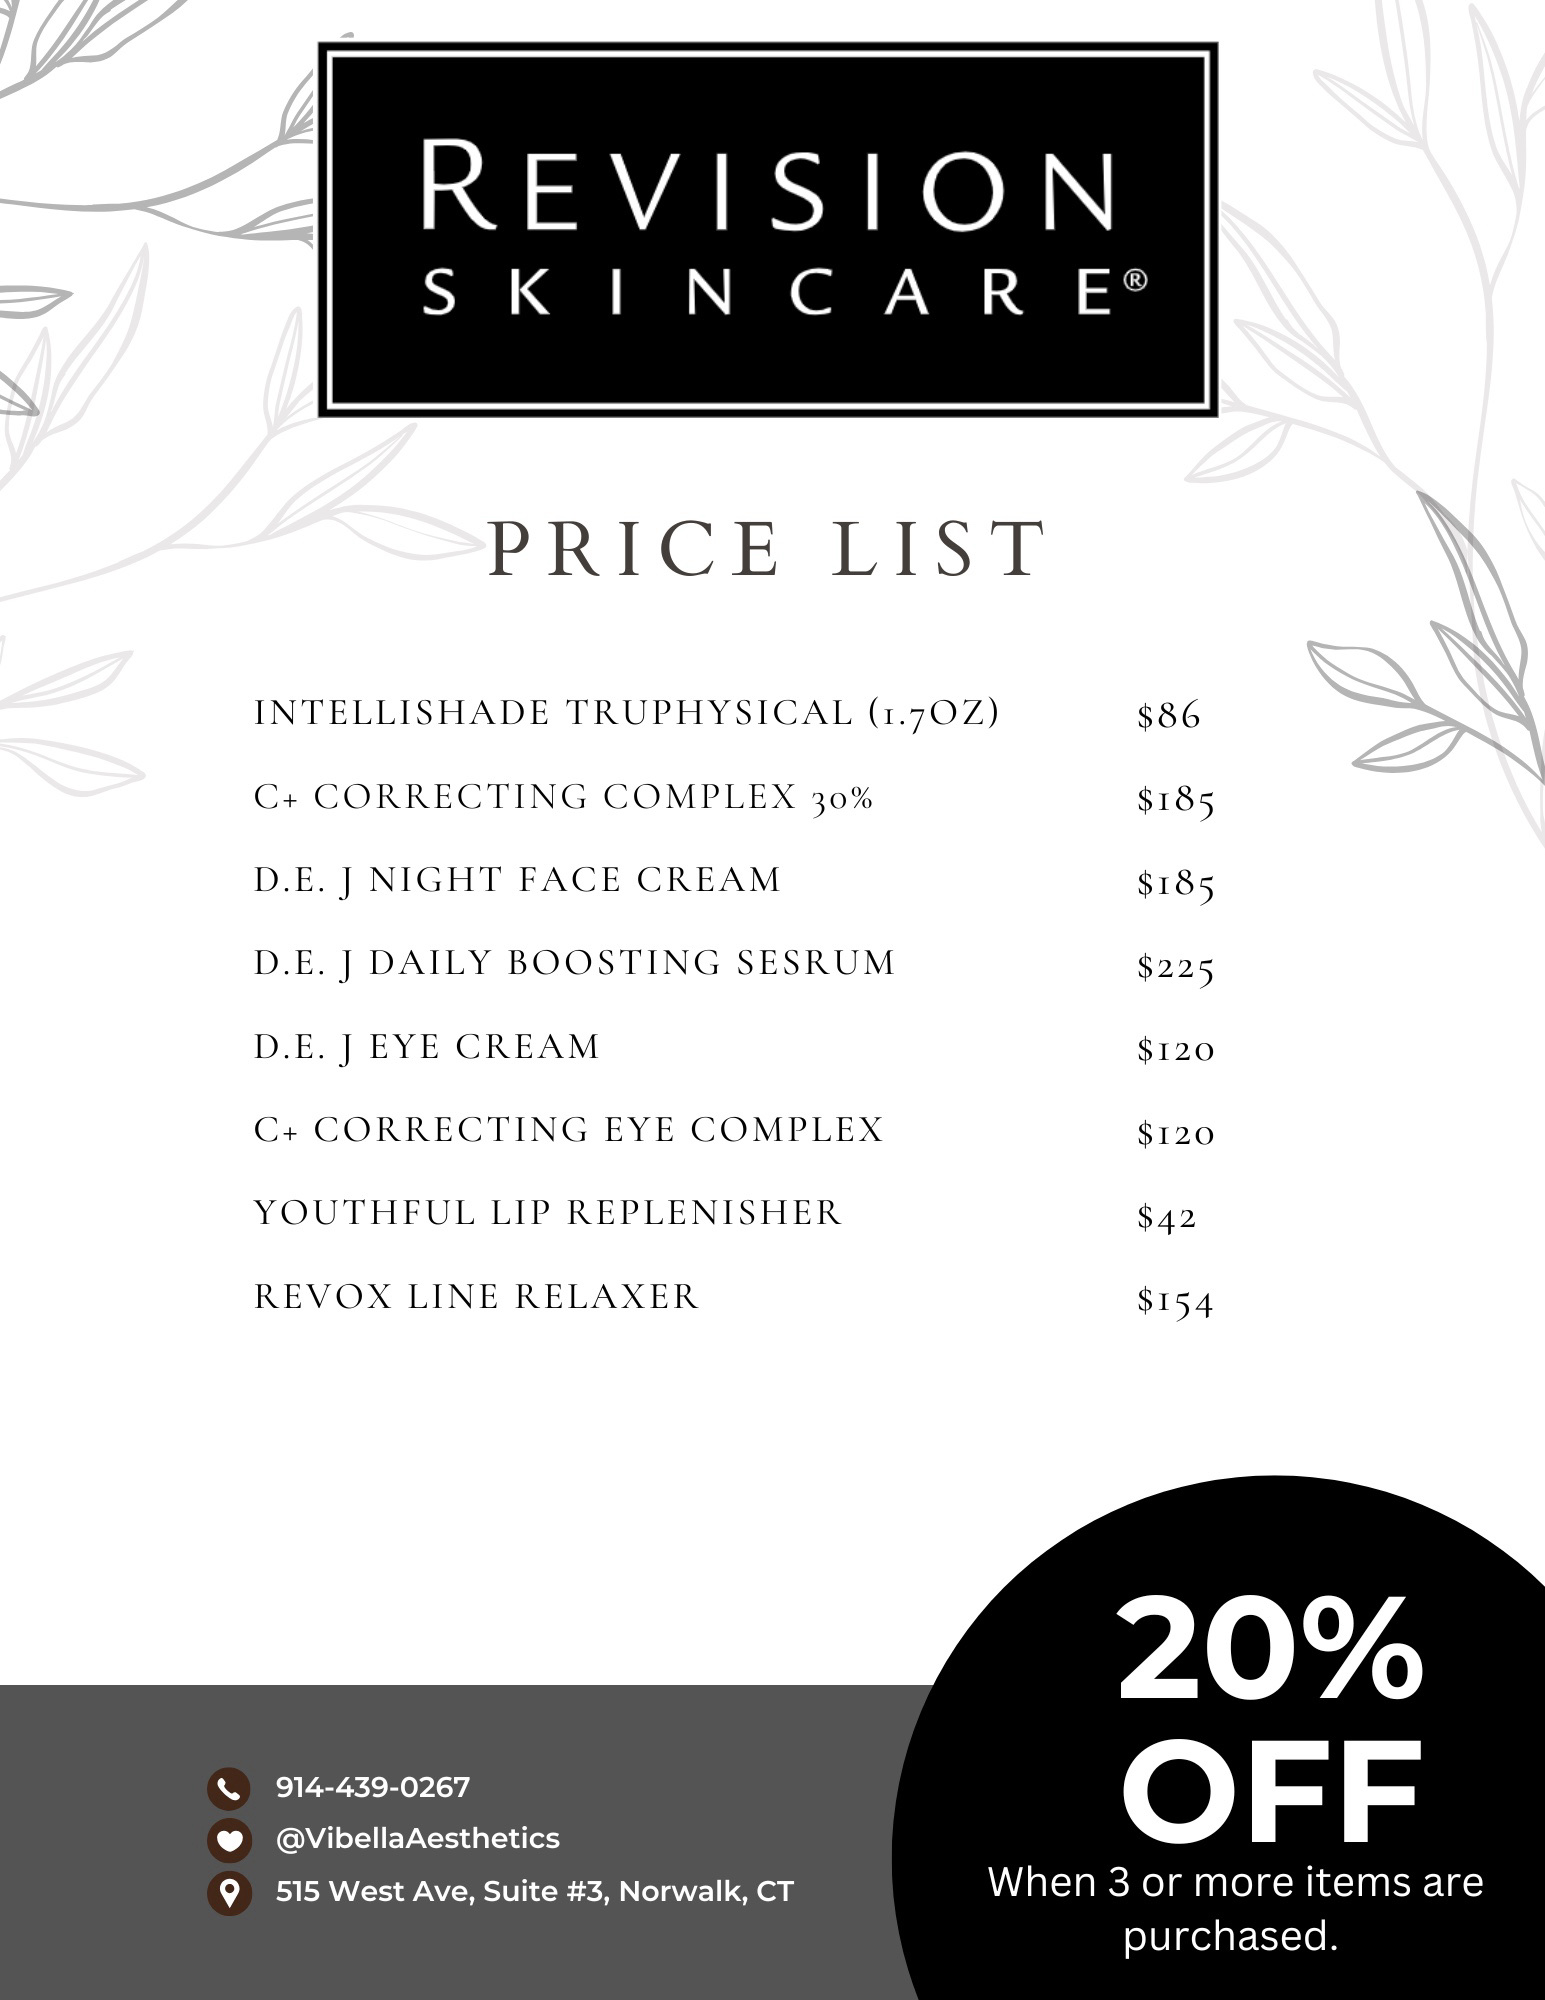 REVISION
SKINCARE®
PRICE LIST
INTELLISHADE TRUPHYSICAL (1.7OZ) $86
C+ CORRECTING COMPLEX 30% $185
D.E. J NIGHT FACE CREAM $185
D.E. J DAILY BOOSTING SESRUM $225
D.E. J EYE CREAM $120
C+ CORRECTING EYE COMPLEX $120
YOUTHFUL LIP REPLENISHER $42
REVOX LINE RELAXER $154
20%
OFF
When 3 or more items are
purchased.
914-439-0267
@VibellaAesthetics
515 West Ave, Suite #3, Norwalk, CT